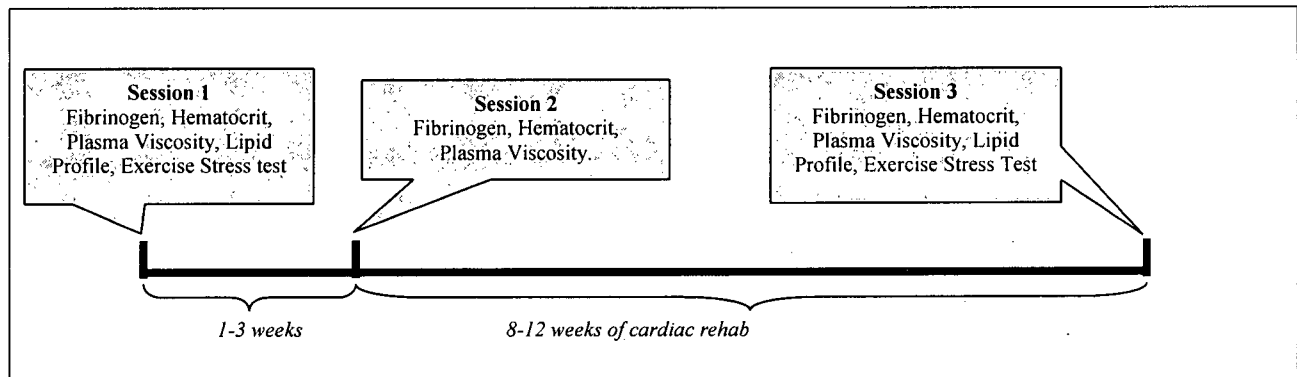 Session 1
Fibrinogen, Hematocrit,
Plasma Viscosity, Lipid
Profile, Exercise Stress test
Session 2
Fibrinogen, Hematocrit,
Plasma Viscosity.
Session 3
Fibrinogen, Hematocrit,
Plasma Viscosity, Lipid
Profile, Exercise Stress Test
1-3 weeks
8-12 weeks of cardiac rehab